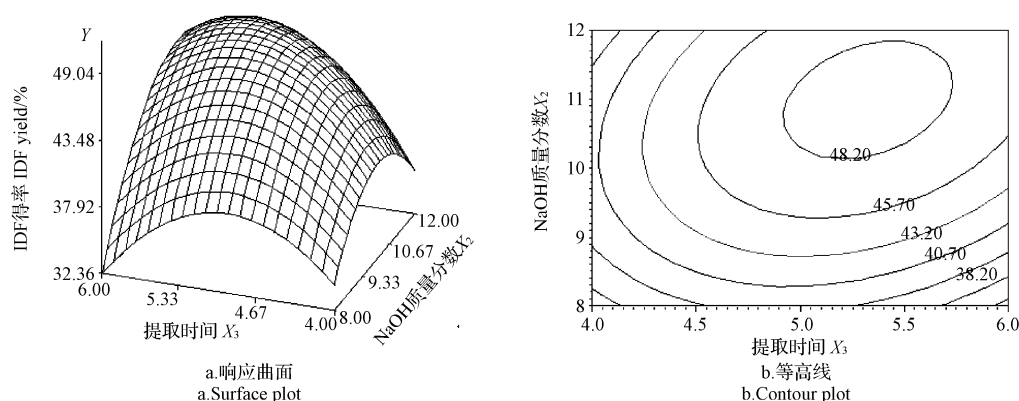 Y
49.04
43.48
37.92
32.36
IDF得率 IDF yield/%
6.00
5.33
4.67
4.00
提取时间 X₃
8.00
9.33
10.67
12.00
NaOH质量分数X₂
a.响应曲面
a.Surface plot
12
11
10
9
8
NaOH质量分数X₂
48.20
45.70
43.20
40.70
38.20
4.0
4.5
5.0
5.5
6.0
提取时间 X₃
b.等高线
b.Contour plot